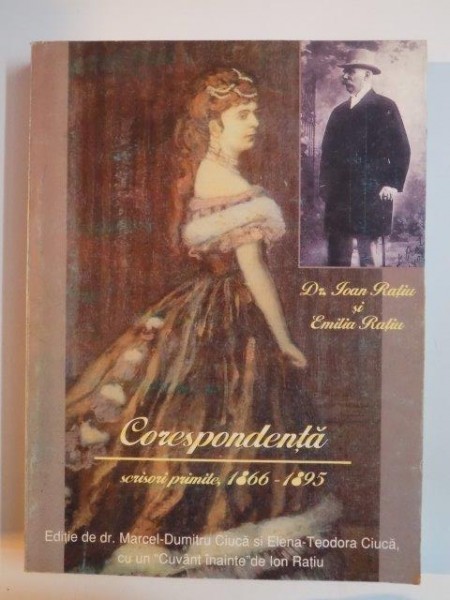 Dr. Ioan Rațiu
și
Emilia Rațiu
Corespondență
scrisori primite, 1866 - 1895
Ediție de dr. Marcel-Dumitru Ciucă si Elena-Teodora Ciucă,
cu un "Cuvânt înainte" de Ion Rațiu